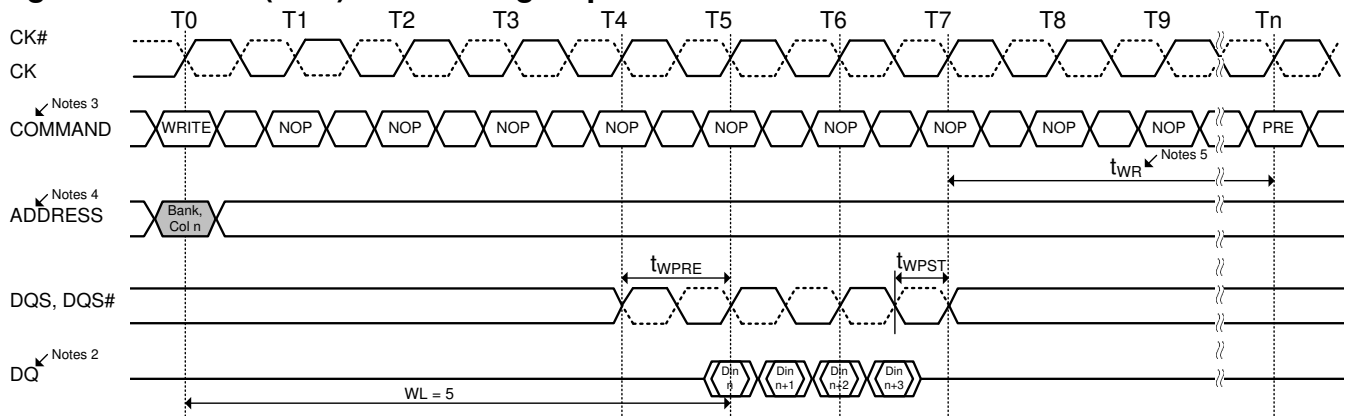 T0 T1 T2 T3 T4 T5 T6 T7 T8 T9 Tn
CK#
CK
Notes 3
COMMAND WRITE NOP NOP NOP NOP NOP NOP NOP NOP NOP PRE
tWR Notes 5
Notes 4
ADDRESS
Bank,
Col n
tWPRE tWPST
DQS, DQS#
Notes 2
DQ
Din n Din n+1 Din n+2 Din n+3
WL = 5